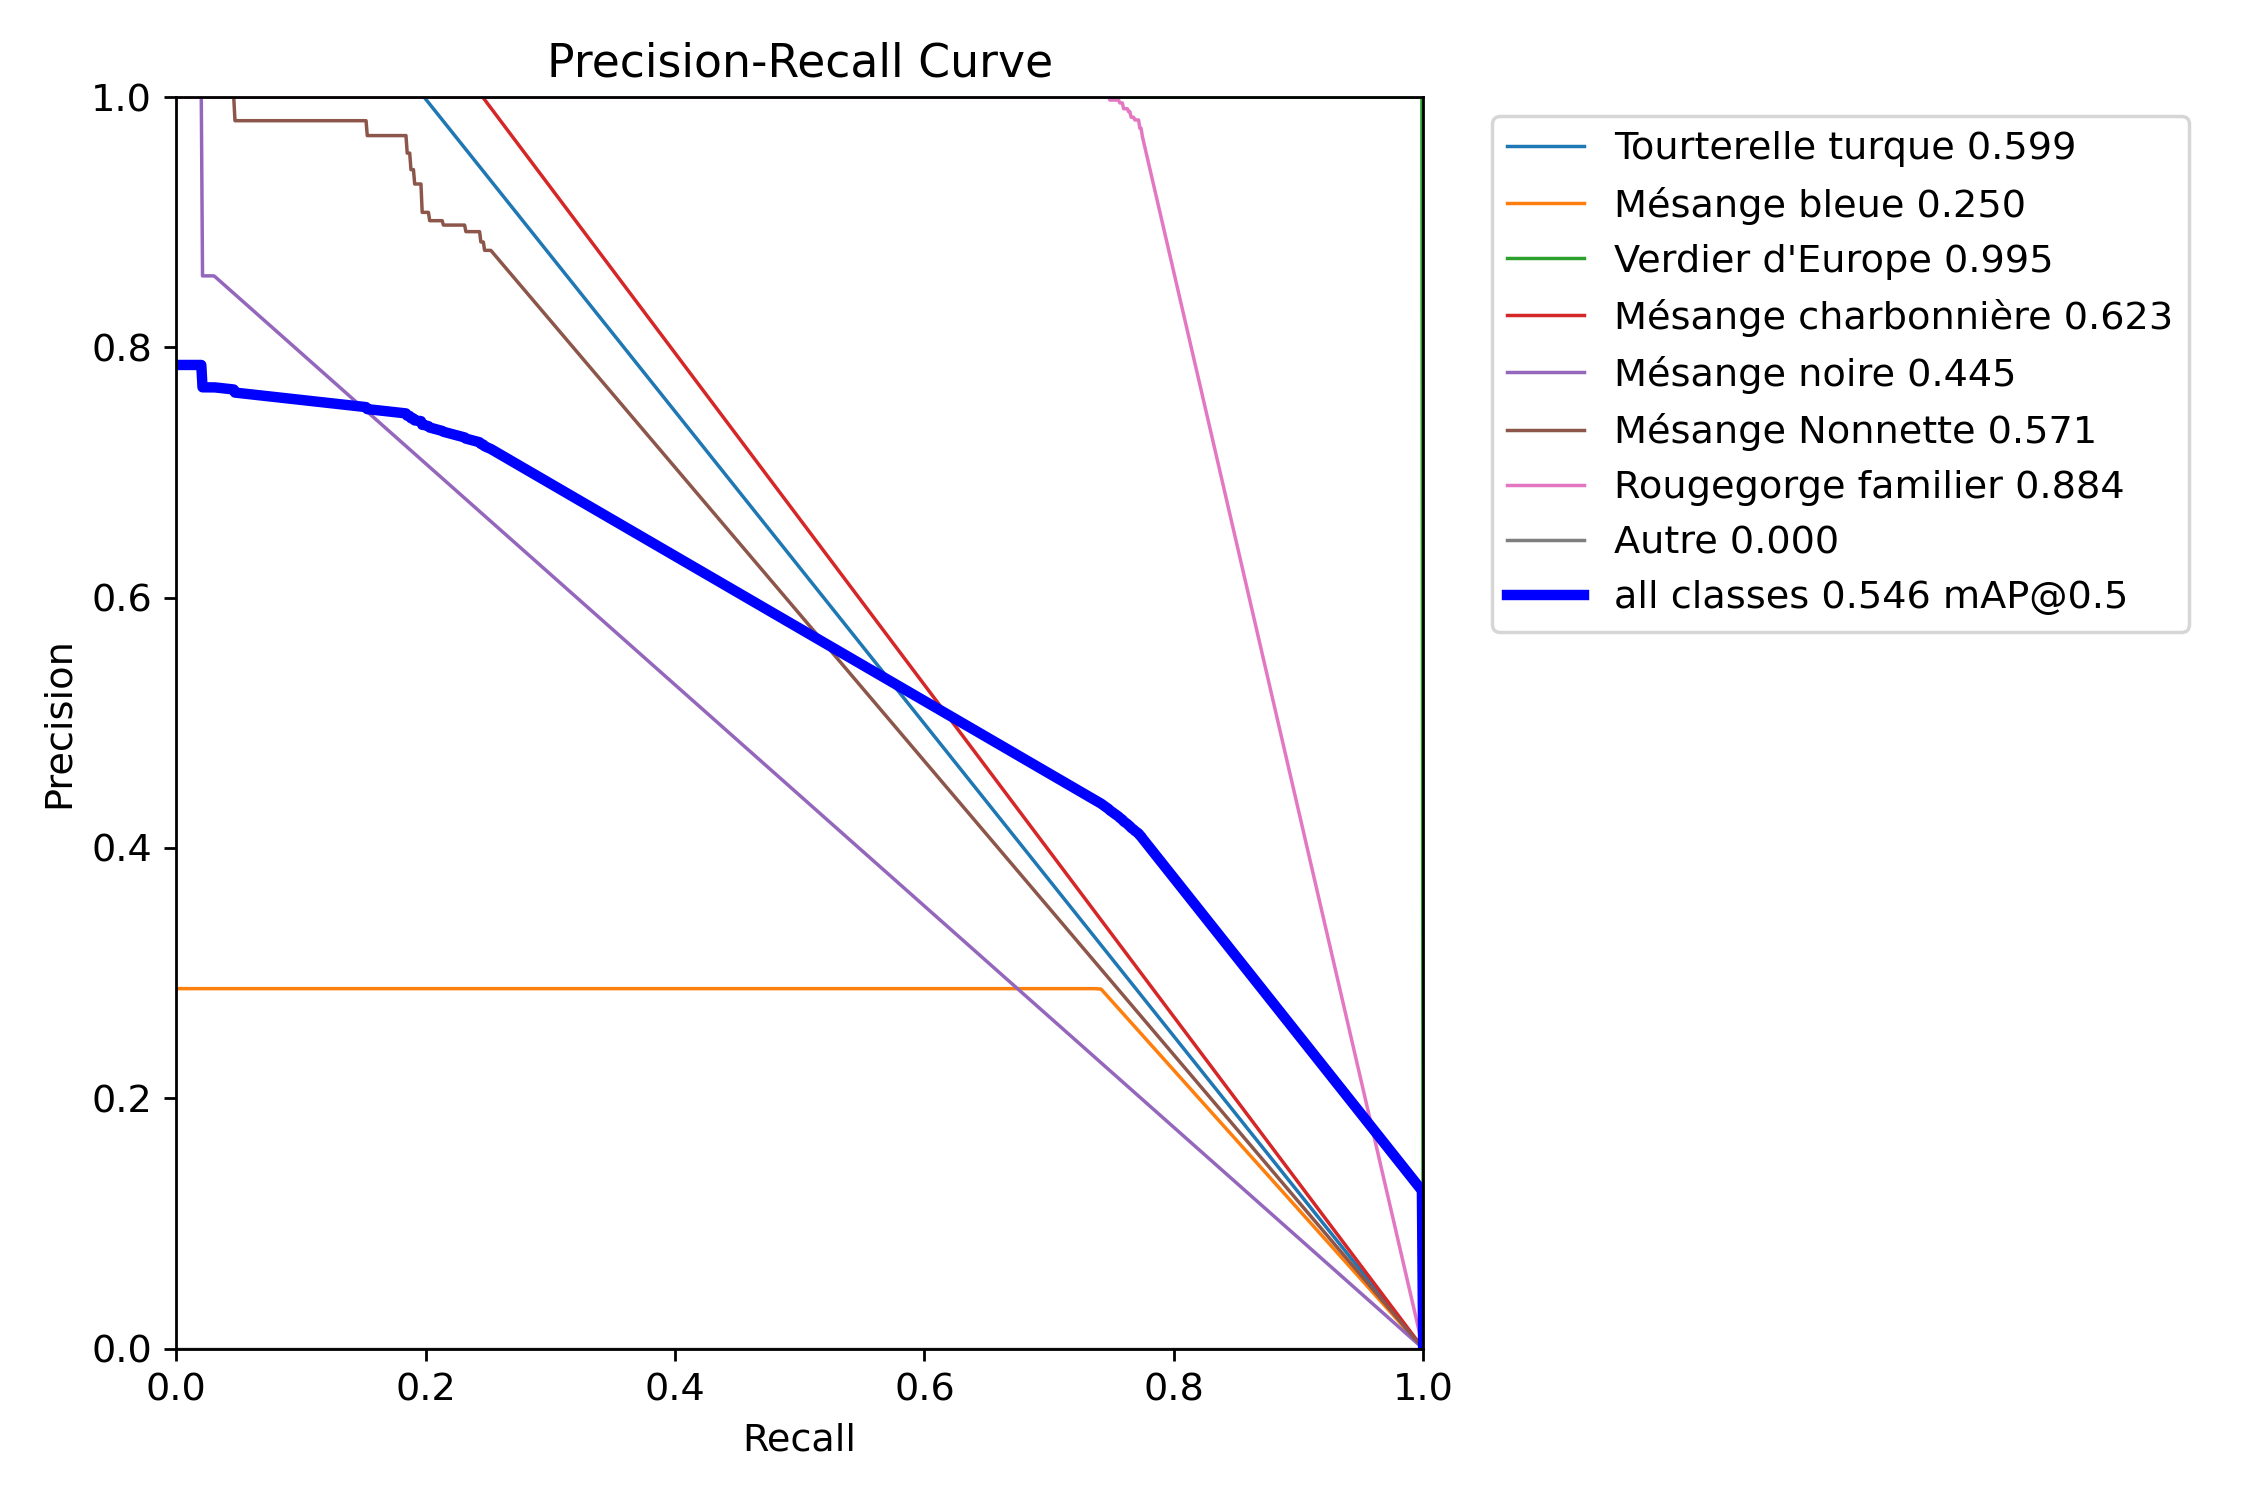 Precision-Recall Curve
1.0
0.8
0.6
0.4
0.2
0.0
Precision
0.0 0.2 0.4 0.6 0.8 1.0
Recall
Tourterelle turque 0.599
Mésange bleue 0.250
Verdier d'Europe 0.995
Mésange charbonnière 0.623
Mésange noire 0.445
Mésange Nonnette 0.571
Rougegorge familier 0.884
Autre 0.000
all classes 0.546 mAP@0.5